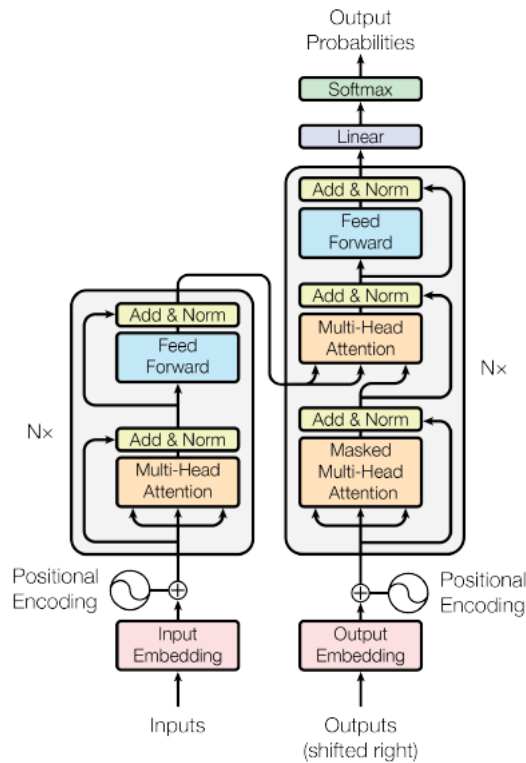 Output
Probabilities
Softmax
Linear
Add & Norm
Feed
Forward
Add & Norm
Multi-Head
Attention
Add & Norm
Masked
Multi-Head
Attention
N×
Positional
Encoding
Output
Embedding
Outputs
(shifted right)
Add & Norm
Feed
Forward
Add & Norm
Multi-Head
Attention
N×
Positional
Encoding
Input
Embedding
Inputs